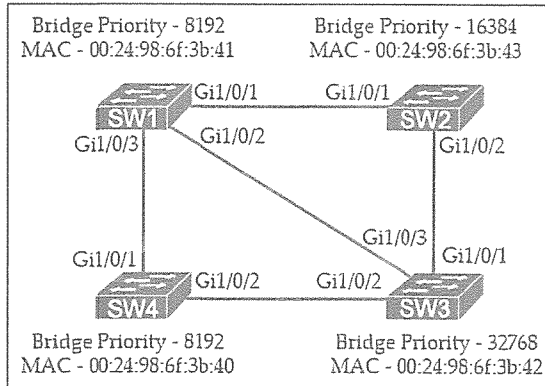 Bridge Priority - 8192
MAC - 00:24:98:6f:3b:41
Bridge Priority - 16384
MAC - 00:24:98:6f:3b:43
Gi1/0/1
Gi1/0/1
SW1
SW2
Gi1/0/3
Gi1/0/2
Gi1/0/2
Gi1/0/3
Gi1/0/1
Gi1/0/1
Gi1/0/2
Gi1/0/2
SW4
SW3
Bridge Priority - 8192
MAC - 00:24:98:6f:3b:40
Bridge Priority - 32768
MAC - 00:24:98:6f:3b:42